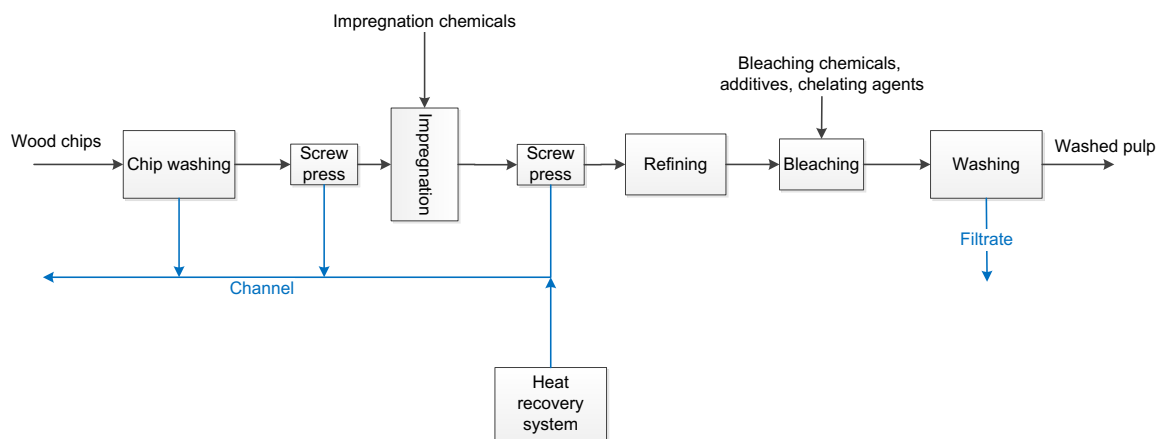 Impregnation chemicals
Bleaching chemicals,
additives, chelating agents
Wood chips
Chip washing
Screw
press
Impregnation
Screw
press
Refining
Bleaching
Washing
Washed pulp
Filtrate
Channel
Heat
recovery
system